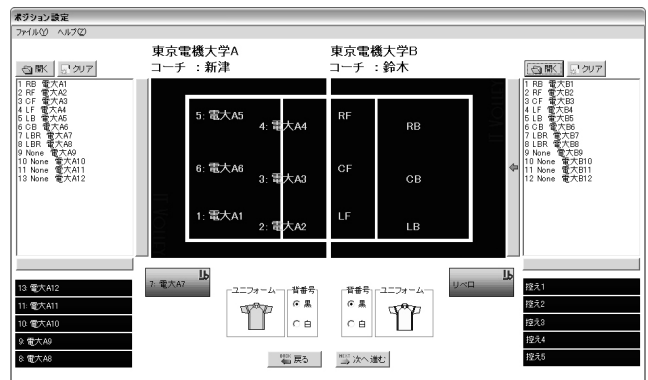 ポジション設定
ファイル(Y) ヘルプ(Z)
東京電機大学A
コーチ ：新津
東京電機大学B
コーチ ：鈴木
開く クリア
開く クリア
1 RB 電大A1
2 RF 電大A2
3 CF 電大A3
4 LF 電大A4
5 LB 電大A5
6 CB 電大A6
7 LBR 電大A7
8 LBR 電大A8
9 None 電大A9
10 None 電大A10
11 None 電大A11
13 None 電大A12
5: 電大A5
4: 電大A4
6: 電大A6
3: 電大A3
1: 電大A1
2: 電大A2
RF
RB
CF
CB
LF
LB
1 RB 電大B1
2 RF 電大B2
3 CF 電大B3
4 LF 電大B4
5 LB 電大B5
6 CB 電大B6
7 LBR 電大B7
8 LBR 電大B8
9 None 電大B9
10 None 電大B10
11 None 電大B11
12 None 電大B12
13: 電大A12
11: 電大A11
10: 電大A10
9: 電大A9
8: 電大A8
7: 電大A7
Lb
ユニフォーム
背番号
黒
白
背番号
黒
白
ユニフォーム
リベロ
Lb
控え1
控え2
控え3
控え4
控え5
BACK 戻る
NEXT 次へ進む